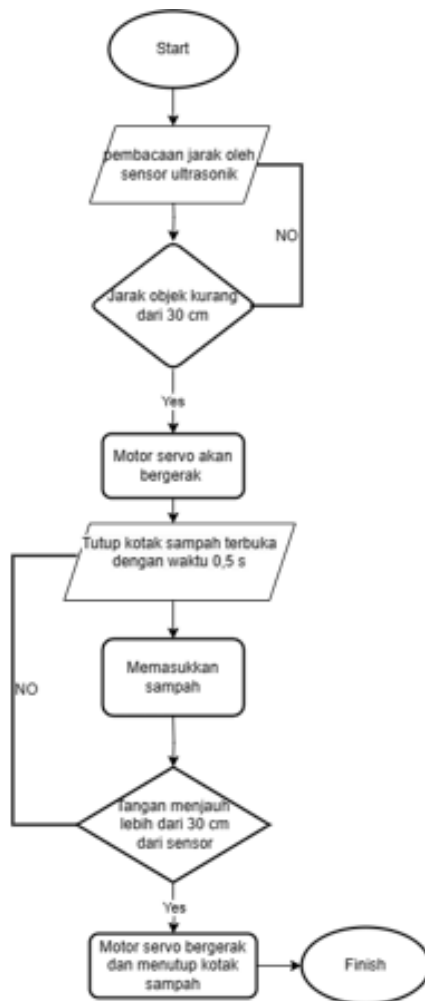 Start
pembacaan jarak oleh
sensor ultrasonik
NO
Jarak objek kurang
dari 30 cm
Yes
Motor servo akan
bergerak
Tutup kotak sampah terbuka
dengan waktu 0,5 s
Memasukkan
sampah
NO
Tangan menjauh
lebih dari 30 cm
dari sensor
Yes
Motor servo bergerak
dan menutup kotak
sampah
Finish